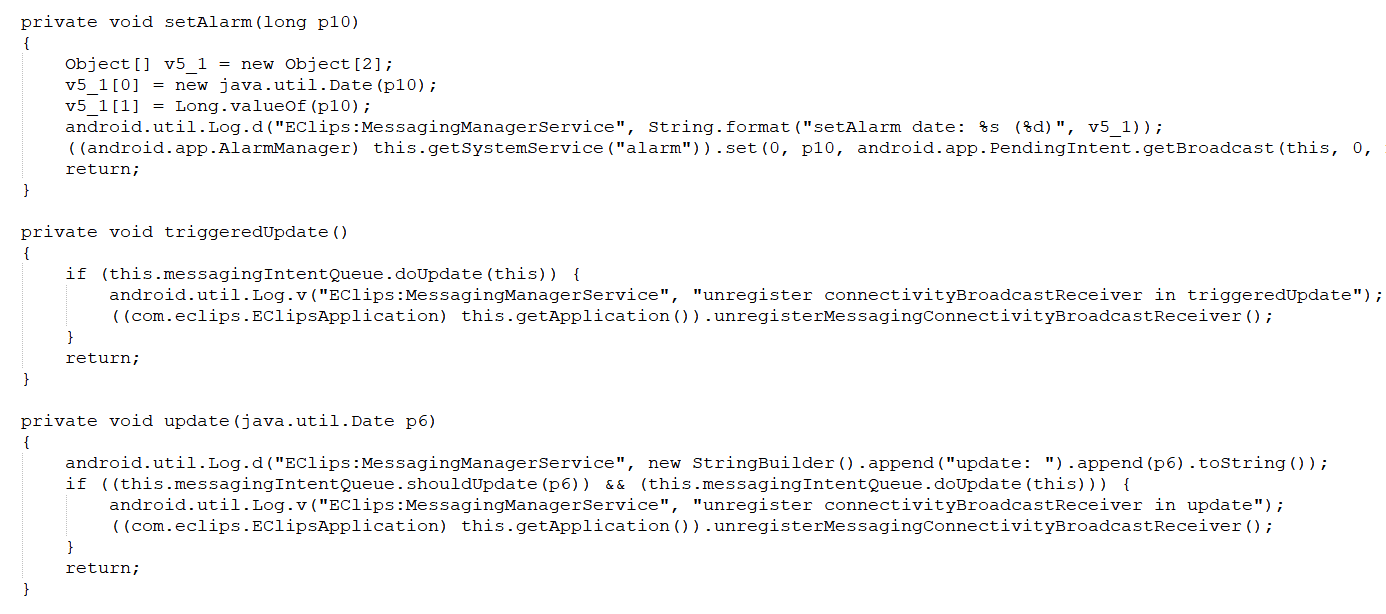 private void setAlarm(long p10)
{
    Object[] v5_1 = new Object[2];
    v5_1[0] = new java.util.Date(p10);
    v5_1[1] = Long.valueOf(p10);
    android.util.Log.d("EClips:MessagingManagerService", String.format("setAlarm date: %s (%d)", v5_1));
    ((android.app.AlarmManager) this.getSystemService("alarm")).set(0, p10, android.app.PendingIntent.getBroadcast(this, 0,
    return;
}
private void triggeredUpdate()
{
    if (this.messagingIntentQueue.doUpdate(this)) {
        android.util.Log.v("EClips:MessagingManagerService", "unregister connectivityBroadcastReceiver in triggeredUpdate");
        ((com.eclips.EClipsApplication) this.getApplication()).unregisterMessagingConnectivityBroadcastReceiver();
    }
    return;
}
private void update(java.util.Date p6)
{
    android.util.Log.d("EClips:MessagingManagerService", new StringBuilder().append("update: ").append(p6).toString());
    if ((this.messagingIntentQueue.shouldUpdate(p6)) && (this.messagingIntentQueue.doUpdate(this))) {
        android.util.Log.v("EClips:MessagingManagerService", "unregister connectivityBroadcastReceiver in update");
        ((com.eclips.EClipsApplication) this.getApplication()).unregisterMessagingConnectivityBroadcastReceiver();
    }
    return;
}